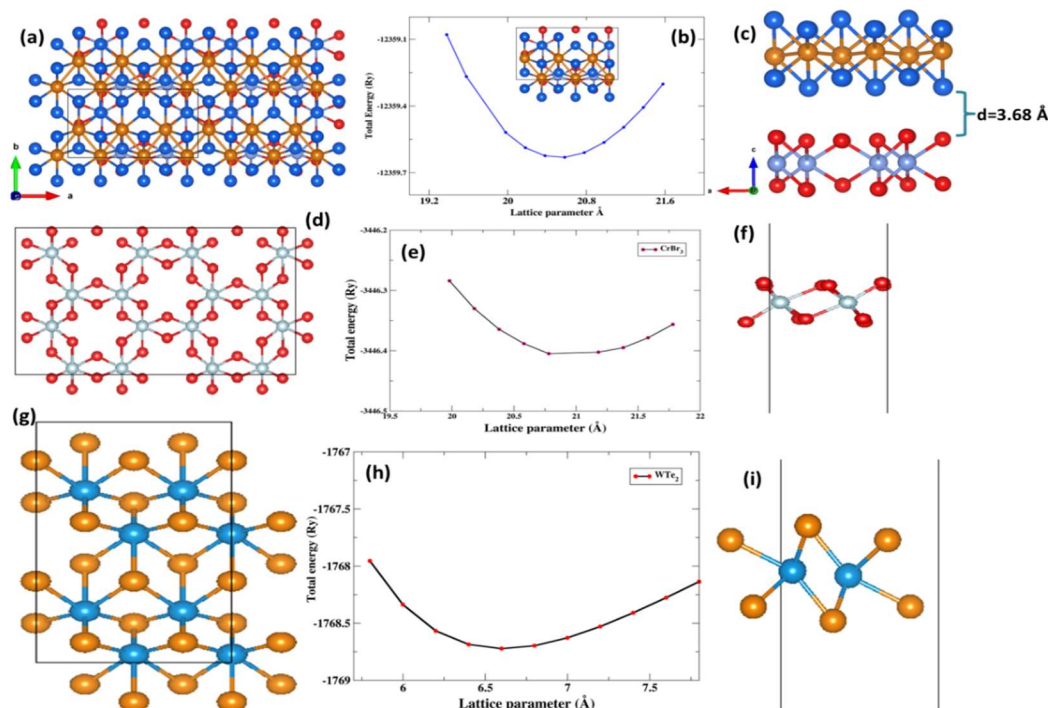 (a)
b
a
-12359.1
-12359.4
-12359.7
Total Energy (Ry)
(b)
19.2 20 20.8 21.6
Lattice parameter Å
(c)
d=3.68 Å
c
a
(d)
-3446.2
-3446.3
-3446.4
-3446.5
Total energy (Ry)
(e)
CrBr3
19.5 20 20.5 21 21.5 22
Lattice parameter (Å)
(f)
(g)
-1767
-1767.5
-1768
-1768.5
-1769
Total energy (Ry)
(h)
WTe2
6 6.5 7 7.5
Lattice parameter (Å)
(i)